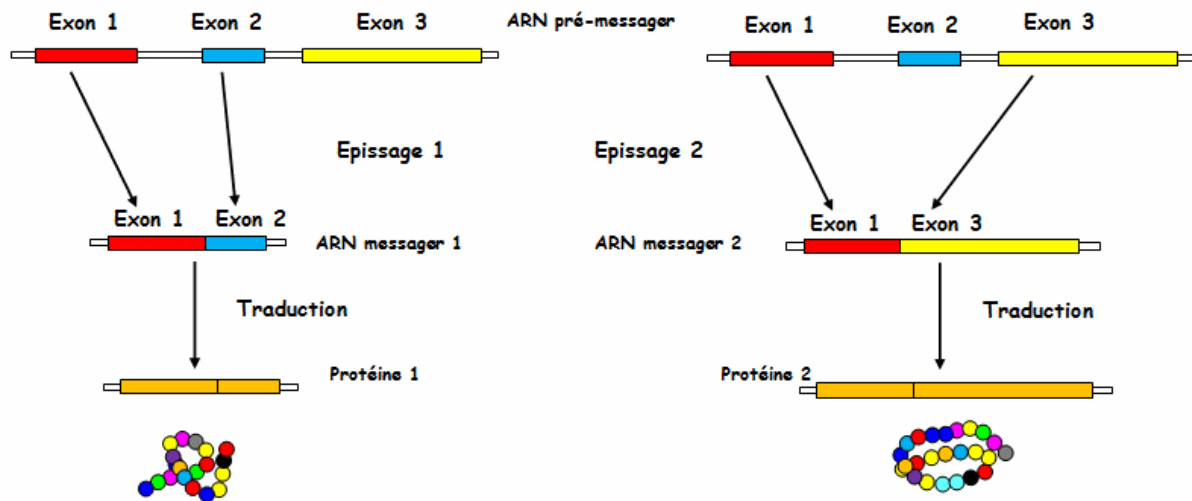 Exon 1 Exon 2 Exon 3 ARN pré-messager Exon 1 Exon 2 Exon 3
Epissage 1 Epissage 2
Exon 1 Exon 2 Exon 1 Exon 3
ARN messager 1 ARN messager 2
Traduction Traduction
Protéine 1 Protéine 2